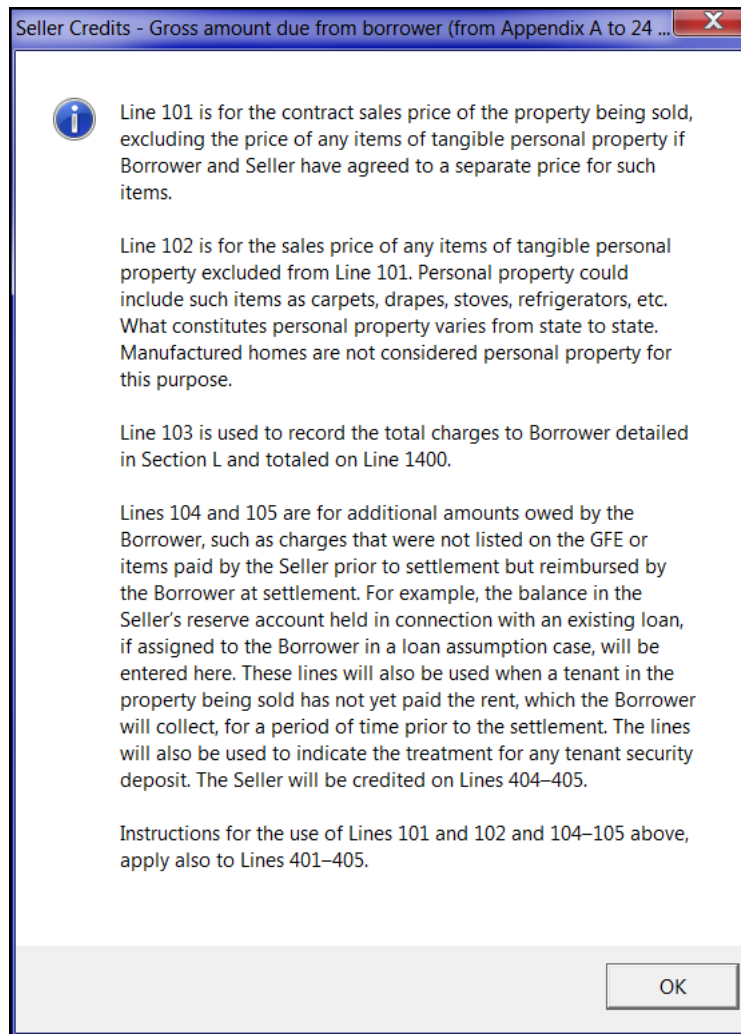 Seller Credits - Gross amount due from borrower (from Appendix A to 24 ...
X
Line 101 is for the contract sales price of the property being sold,
excluding the price of any items of tangible personal property if
Borrower and Seller have agreed to a separate price for such
items.
Line 102 is for the sales price of any items of tangible personal
property excluded from Line 101. Personal property could
include such items as carpets, drapes, stoves, refrigerators, etc.
What constitutes personal property varies from state to state.
Manufactured homes are not considered personal property for
this purpose.
Line 103 is used to record the total charges to Borrower detailed
in Section L and totaled on Line 1400.
Lines 104 and 105 are for additional amounts owed by the
Borrower, such as charges that were not listed on the GFE or
items paid by the Seller prior to settlement but reimbursed by
the Borrower at settlement. For example, the balance in the
Seller’s reserve account held in connection with an existing loan,
if assigned to the Borrower in a loan assumption case, will be
entered here. These lines will also be used when a tenant in the
property being sold has not yet paid the rent, which the Borrower
will collect, for a period of time prior to the settlement. The lines
will also be used to indicate the treatment for any tenant security
deposit. The Seller will be credited on Lines 404–405.
Instructions for the use of Lines 101 and 102 and 104–105 above,
apply also to Lines 401–405.
OK